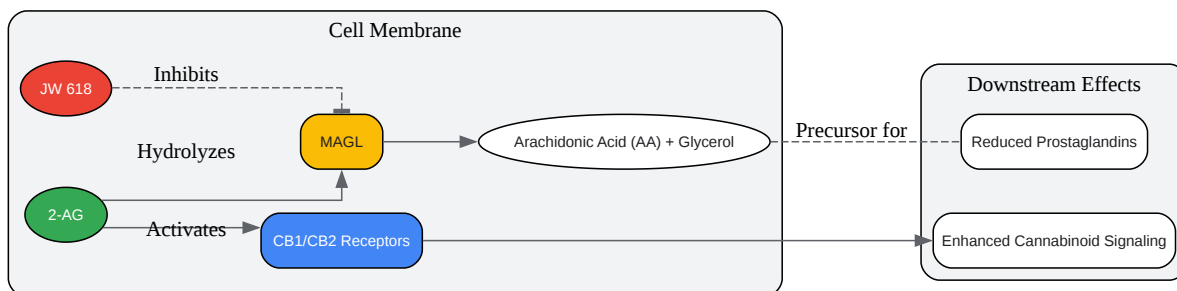 Cell Membrane
JW 618
Inhibits
Downstream Effects
MAGL
Arachidonic Acid (AA) + Glycerol
Precursor for
Reduced Prostaglandins
Hydrolyzes
2-AG
Activates
CB1/CB2 Receptors
Enhanced Cannabinoid Signaling